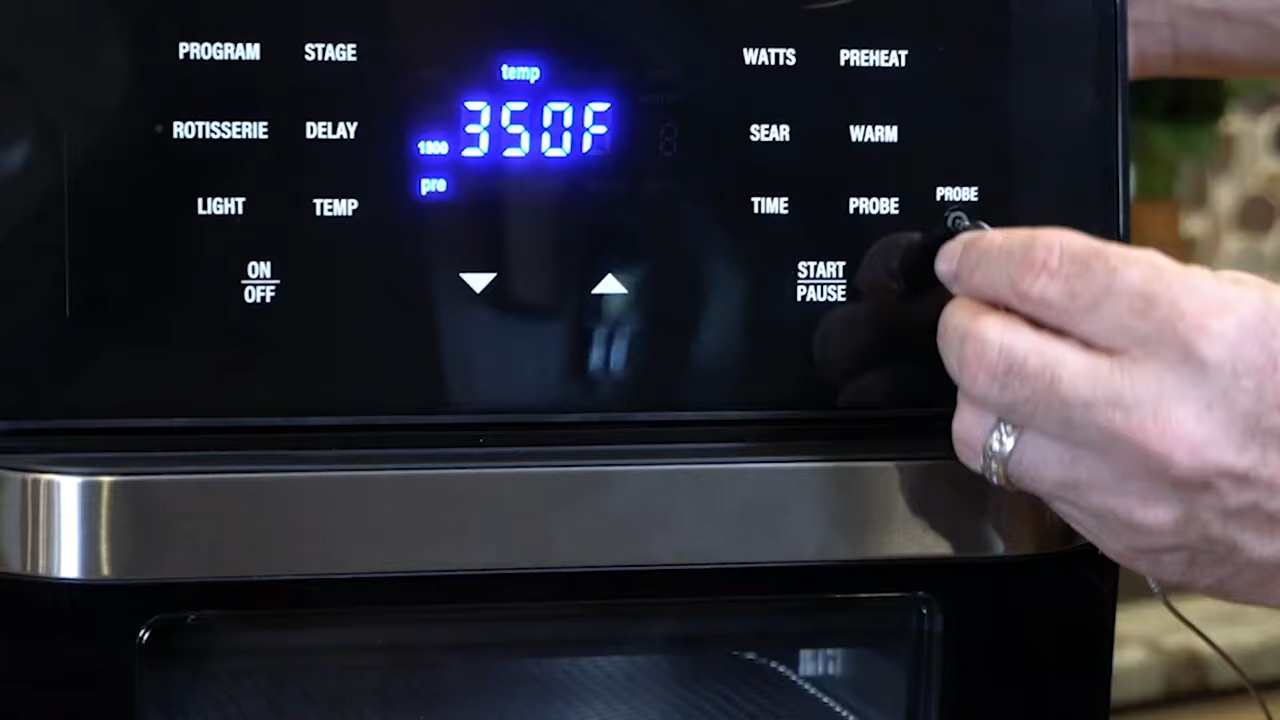 PROGRAM STAGE
temp
WATTS PREHEAT
ROTISSERIE DELAY
1800 350F
SEAR WARM
pre
PROBE
LIGHT TEMP
TIME PROBE
ON
OFF
START
PAUSE